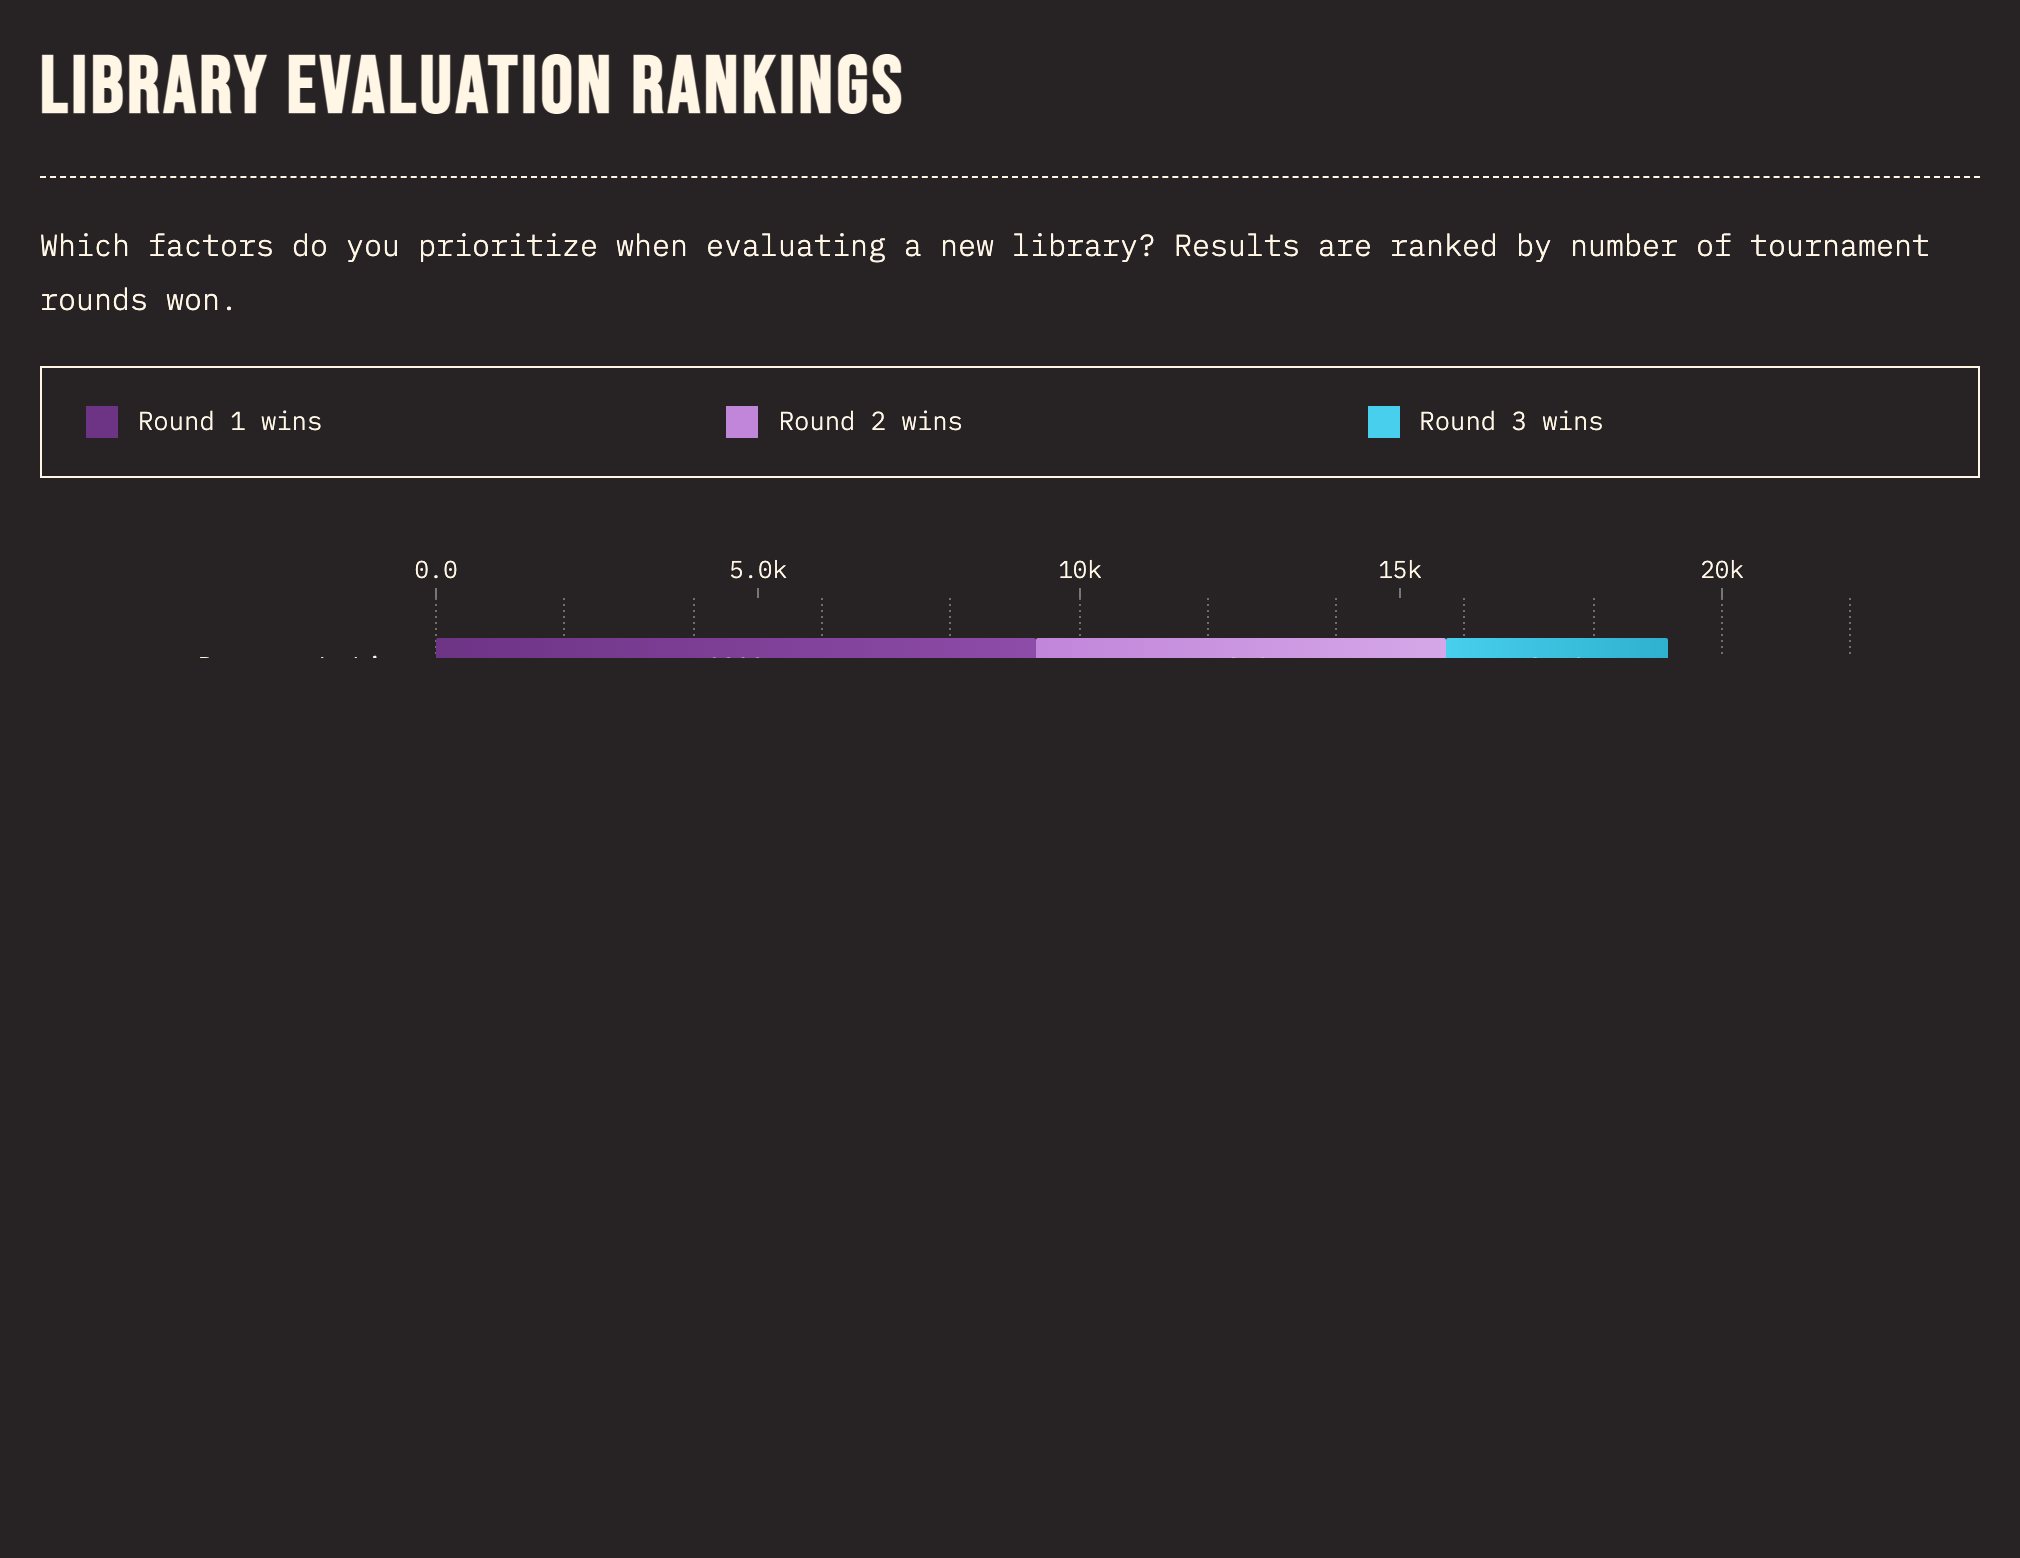 LIBRARY EVALUATION RANKINGS
Which factors do you prioritize when evaluating a new library? Results are ranked by number of tournament
rounds won.
Round 1 wins
Round 2 wins
Round 3 wins
0.0
5.0k
10k
15k
20k